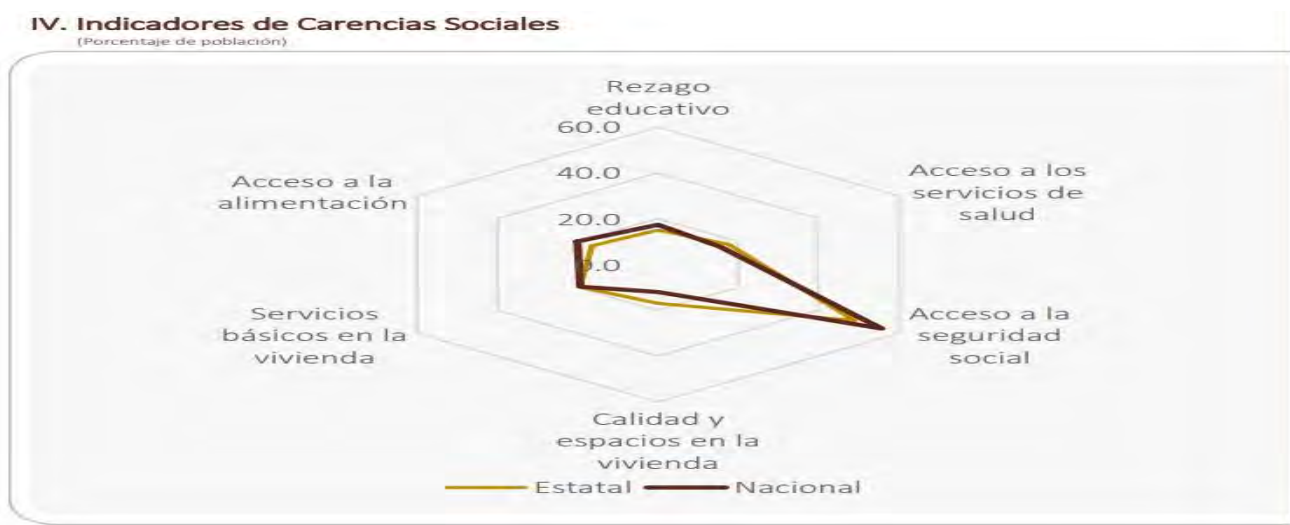 IV. Indicadores de Carencias Sociales
(Porcentaje de población)
Rezago
educativo
60.0
40.0
20.0
0.0
Acceso a los
servicios de
salud
Acceso a la
seguridad
social
Calidad y
espacios en la
vivienda
Servicios
básicos en la
vivienda
Acceso a la
alimentación
Estatal
Nacional